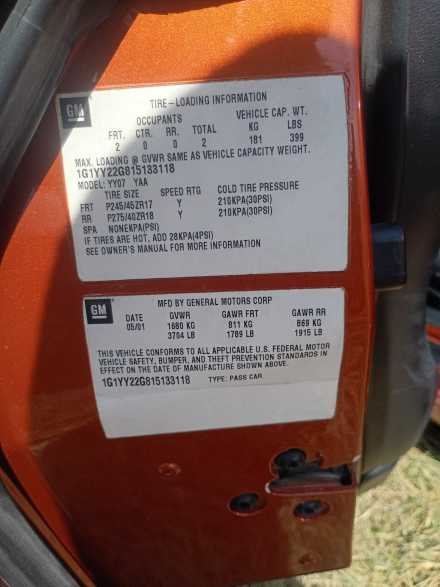 GM
TIRE-LOADING INFORMATION
OCCUPANTS VEHICLE CAP. WT.
FRT. CTR. RR. TOTAL KG LBS
2 0 0 2 181 399
MAX. LOADING @ GVWR SAME AS VEHICLE CAPACITY WEIGHT.
1G1YY22G815133118
MODEL: YY07 YAA
TIRE SIZE SPEED RTG COLD TIRE PRESSURE
FRT P245/45ZR17 Y 210KPA(30PSI)
RR P275/40ZR18 Y 210KPA(30PSI)
SPA NONEKPA(PSI)
IF TIRES ARE HOT, ADD 28KPA(4PSI)
SEE OWNER'S MANUAL FOR MORE INFORMATION
GM
MFD BY GENERAL MOTORS CORP
DATE GVWR GAWR FRT GAWR RR
05/01 1680 KG 811 KG 869 KG
3704 LB 1789 LB 1915 LB
THIS VEHICLE CONFORMS TO ALL APPLICABLE U.S. FEDERAL MOTOR
VEHICLE SAFETY, BUMPER, AND THEFT PREVENTION STANDARDS IN
EFFECT ON THE DATE OF MANUFACTURE SHOWN ABOVE.
1G1YY22G815133118 TYPE: PASS CAR